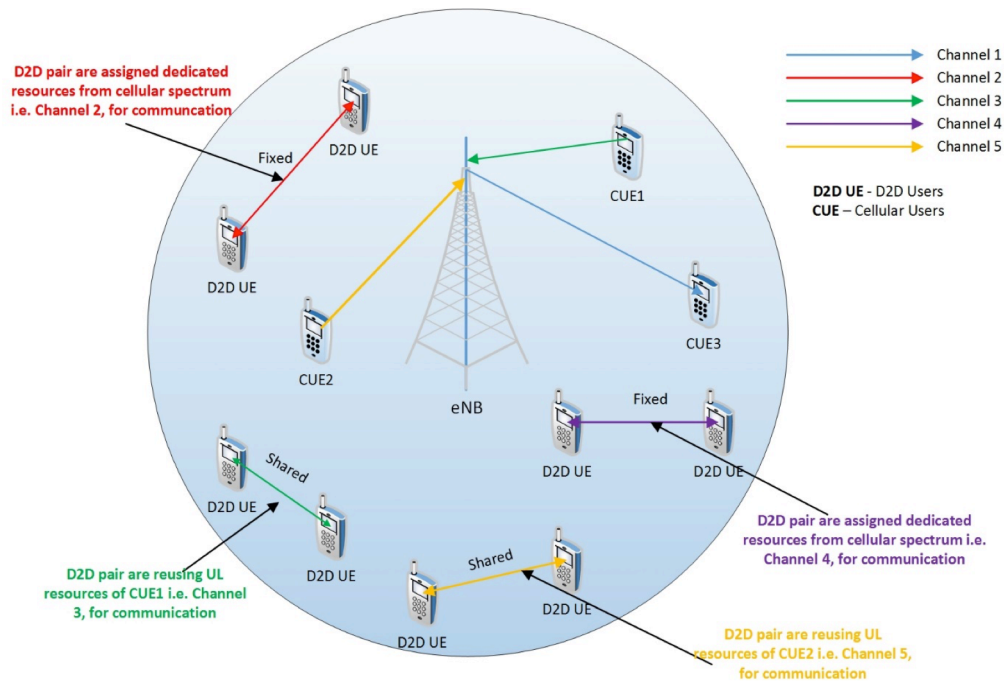 D2D pair are assigned dedicated
resources from cellular spectrum
i.e. Channel 2, for communcation
Channel 1
Channel 2
Channel 3
Channel 4
Channel 5
D2D UE - D2D Users
CUE – Cellular Users
D2D UE
Fixed
CUE1
D2D UE
CUE3
CUE2
eNB
Fixed
D2D UE
D2D UE
Shared
D2D UE
D2D UE
D2D pair are assigned dedicated
resources from cellular spectrum i.e.
Channel 4, for communication
D2D pair are reusing UL
resources of CUE1 i.e. Channel
3, for communication
Shared
D2D UE
D2D UE
D2D pair are reusing UL
resources of CUE2 i.e. Channel 5,
for communication